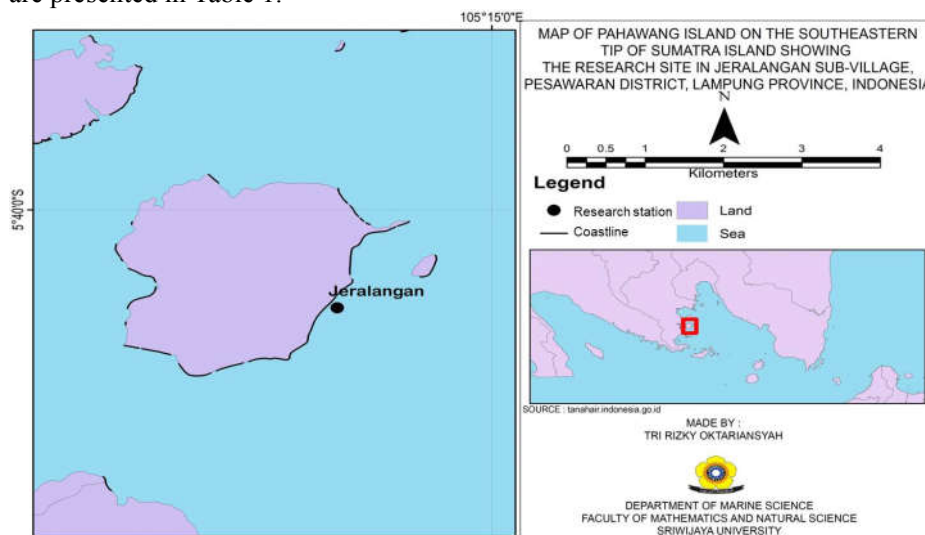 are presented in Table 1.
105°15'0"E
5°40'0"S
Jeralangan
MAP OF PAHAWANG ISLAND ON THE SOUTHEASTERN
TIP OF SUMATRA ISLAND SHOWING
THE RESEARCH SITE IN JERALANGAN SUB-VILLAGE,
PESAWARAN DISTRICT, LAMPUNG PROVINCE, INDONESIA
N
0 0.5 1 2 3 4
Kilometers
Legend
Research station
Land
Coastline
Sea
SOURCE : tanahair.indonesia.go.id
MADE BY :
TRI RIZKY OKTARIANSYAH
DEPARTMENT OF MARINE SCIENCE
FACULTY OF MATHEMATICS AND NATURAL SCIENCE
SRIWIJAYA UNIVERSITY